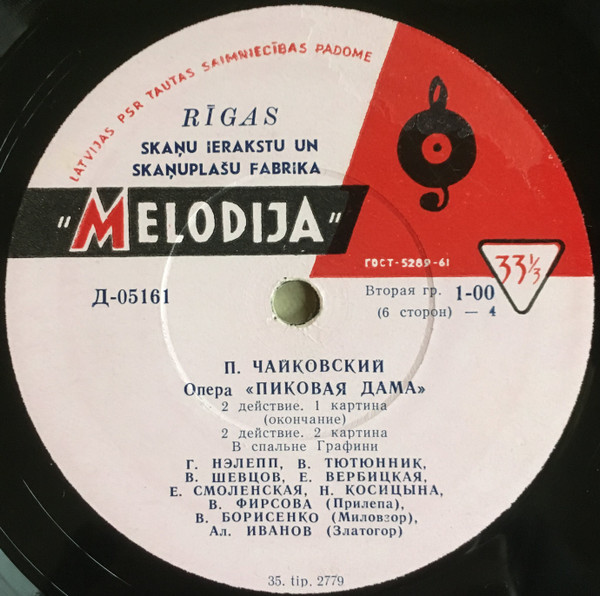 LATVIJAS PSR TAUTAS SAIMNIECĪBAS PADOME
RĪGAS
SKAŅU IERAKSTU UN
SKAŅUPLAŠU FABRIKA
"MELODIJA"
ГОСТ-5289-61
33⅓
Д-05161
Вторая гр. 1-00
(6 сторон) — 4
П. ЧАЙКОВСКИЙ
Опера «ПИКОВАЯ ДАМА»
2 действие. 1 картина
(окончание)
2 действие. 2 картина
В спальне Графини
Г. НЭЛЕПП, В. ТЮТЮННИК,
В. ШЕВЦОВ, Е. ВЕРБИЦКАЯ,
Е. СМОЛЕНСКАЯ, Н. КОСИЦЫНА,
В. ФИРСОВА (Прилепа),
В. БОРИСЕНКО (Миловзор),
Ал. ИВАНОВ (Златогор)
35. tip. 2779